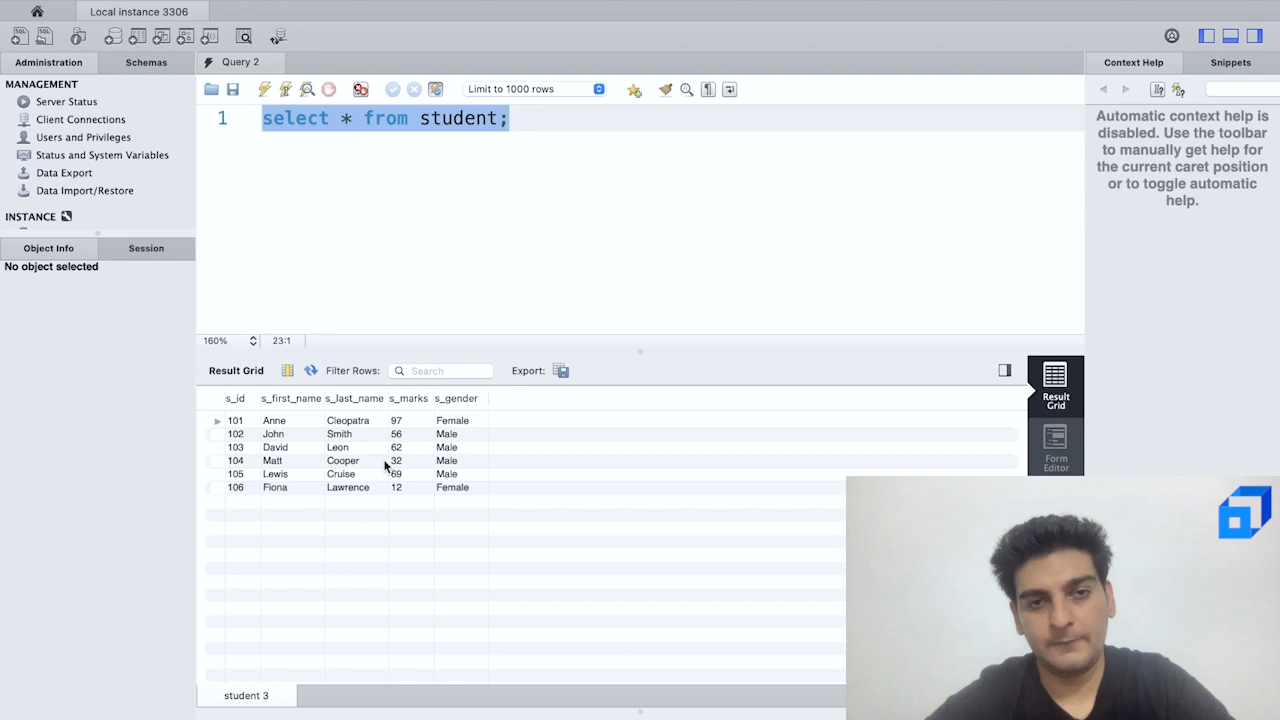 Local instance 3306
Administration
Schemas
MANAGEMENT
Server Status
Client Connections
Users and Privileges
Status and System Variables
Data Export
Data Import/Restore
INSTANCE
Object Info
Session
No object selected
Query 2
Limit to 1000 rows
1 select * from student;
160% 23:1
Result Grid Filter Rows: Search Export:
s_id s_first_name s_last_name s_marks s_gender
101 Anne Cleopatra 97 Female
102 John Smith 56 Male
103 David Leon 62 Male
104 Matt Cooper 32 Male
105 Lewis Cruise 69 Male
106 Fiona Lawrence 12 Female
student 3
Result
Grid
Form
Editor
Context Help
Snippets
Automatic context help is
disabled. Use the toolbar
to manually get help for
the current caret position
or to toggle automatic
help.